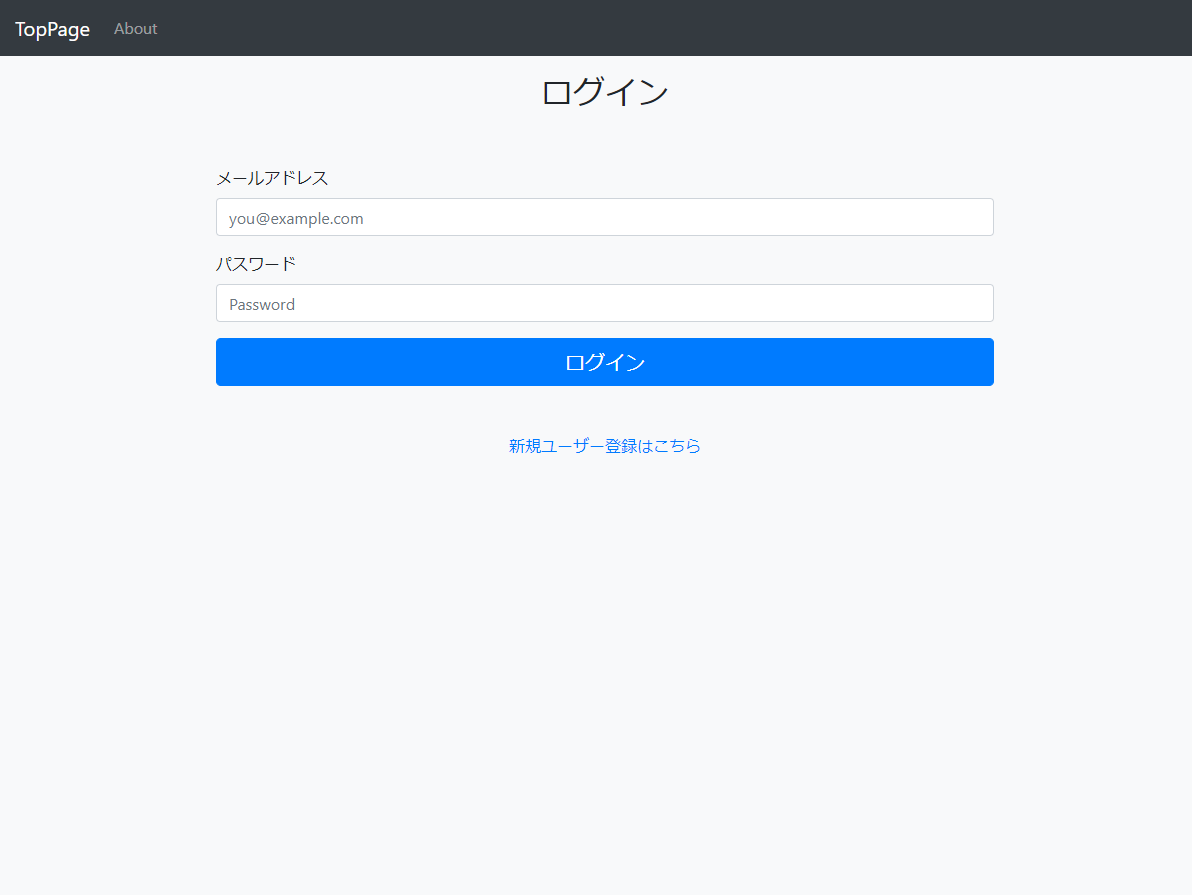 TopPage About
ログイン
メールアドレス
you@example.com
パスワード
Password
ログイン
新規ユーザー登録はこちら